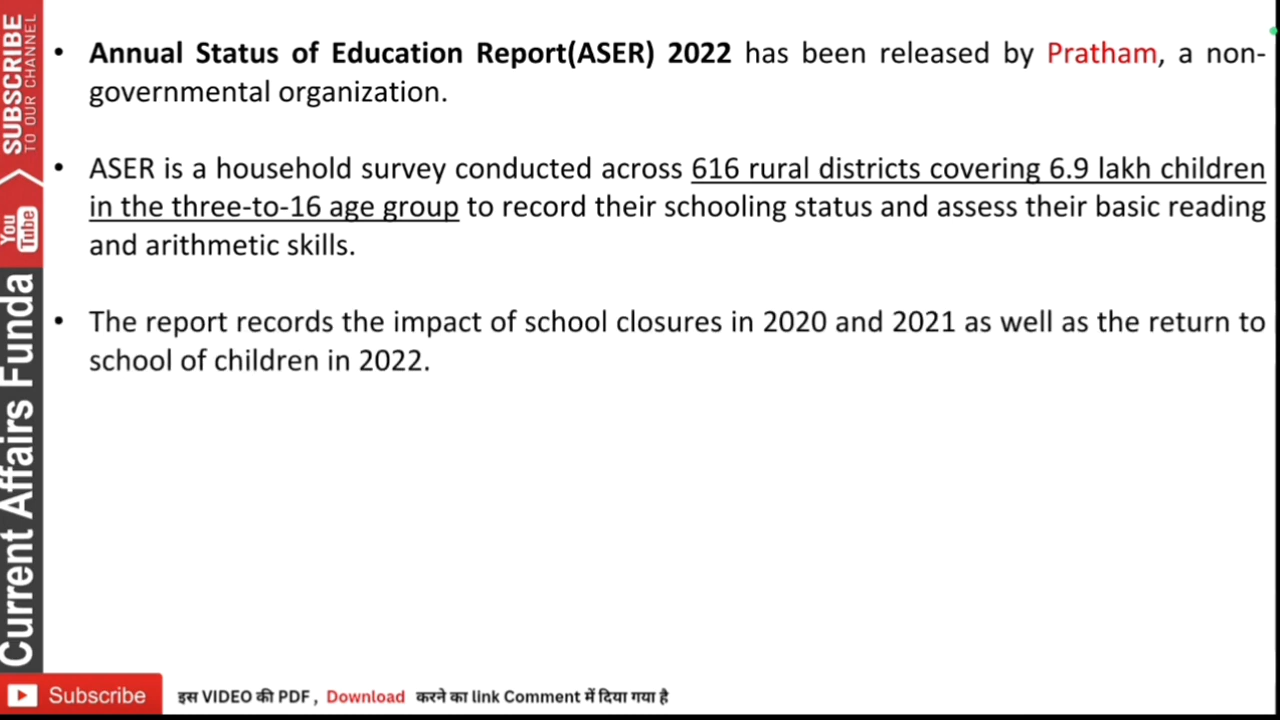 • Annual Status of Education Report(ASER) 2022 has been released by Pratham, a non-
governmental organization.
• ASER is a household survey conducted across 616 rural districts covering 6.9 lakh children
in the three-to-16 age group to record their schooling status and assess their basic reading
and arithmetic skills.
• The report records the impact of school closures in 2020 and 2021 as well as the return to
school of children in 2022.
SUBSCRIBE
TO OUR CHANNEL
You
Tube
Current Affairs Funda
Subscribe
इस VIDEO की PDF , Download करने का link Comment में दिया गया है